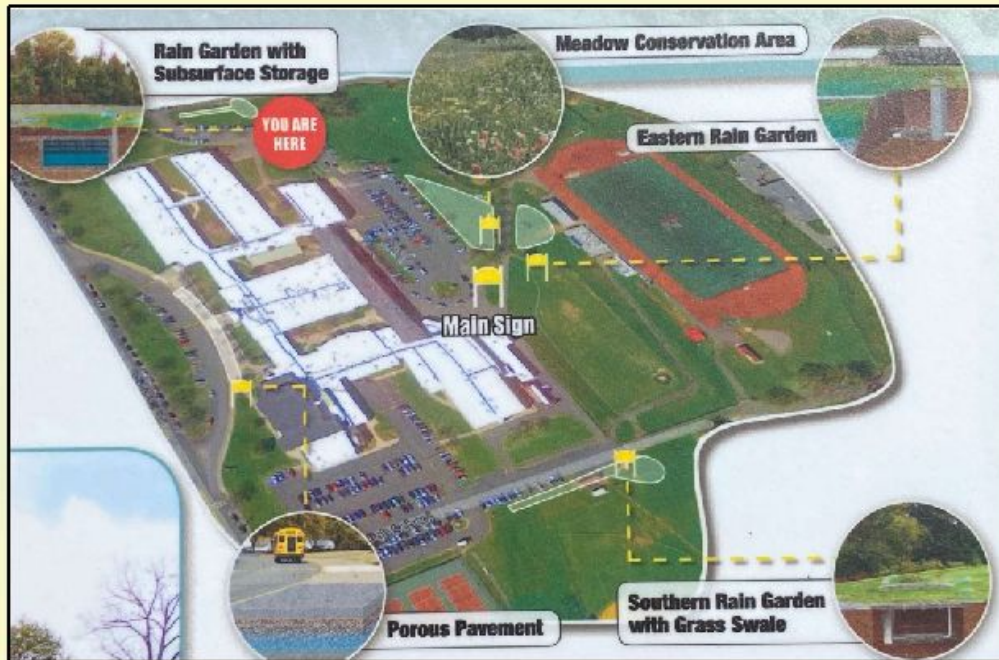 Rain Garden with
Subsurface Storage
YOU ARE
HERE
Meadow Conservation Area
Eastern Rain Garden
Main Sign
Porous Pavement
Southern Rain Garden
with Grass Swale